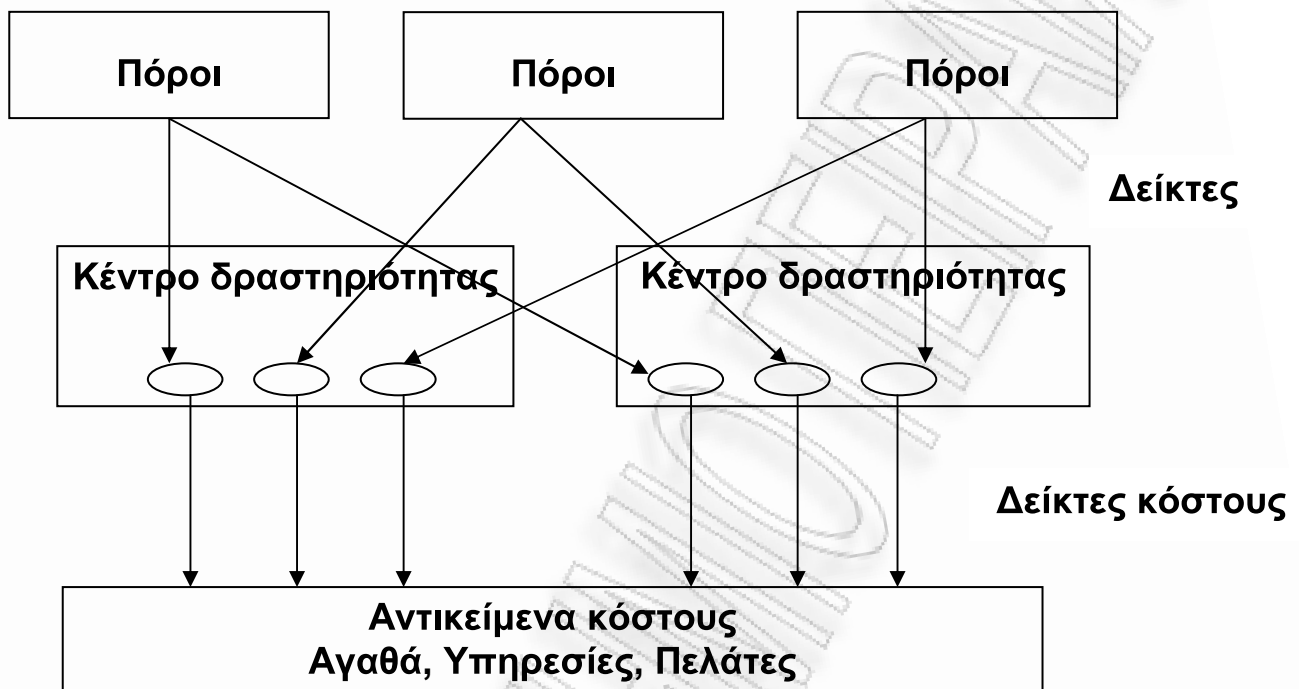 Πόροι
Πόροι
Πόροι
Δείκτες
Κέντρο δραστηριότητας
Κέντρο δραστηριότητας
Δείκτες κόστους
Αντικείμενα κόστους
Αγαθά, Υπηρεσίες, Πελάτες